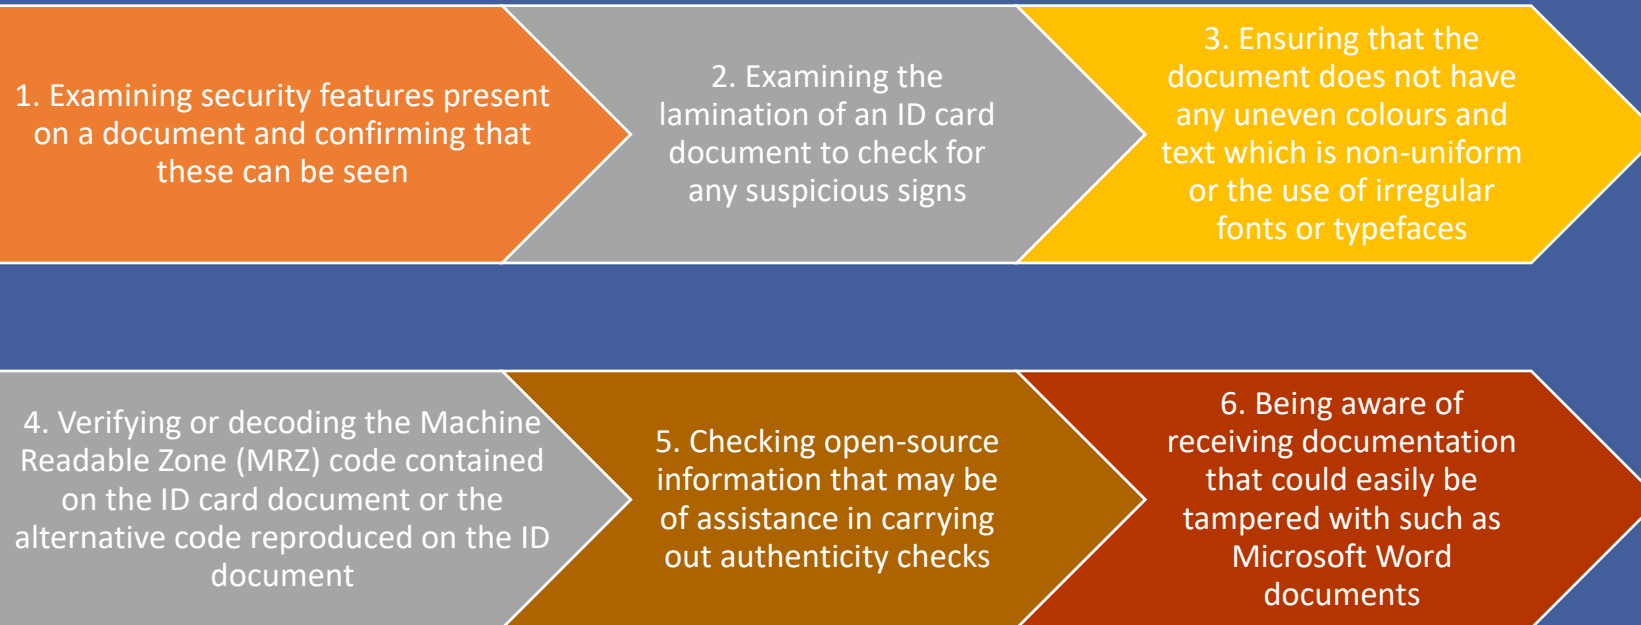 1. Examining security features present
on a document and confirming that
these can be seen
2. Examining the
lamination of an ID card
document to check for
any suspicious signs
3. Ensuring that the
document does not have
any uneven colours and
text which is non-uniform
or the use of irregular
fonts or typefaces
4. Verifying or decoding the Machine
Readable Zone (MRZ) code contained
on the ID card document or the
alternative code reproduced on the ID
document
5. Checking open-source
information that may be
of assistance in carrying
out authenticity checks
6. Being aware of
receiving documentation
that could easily be
tampered with such as
Microsoft Word
documents